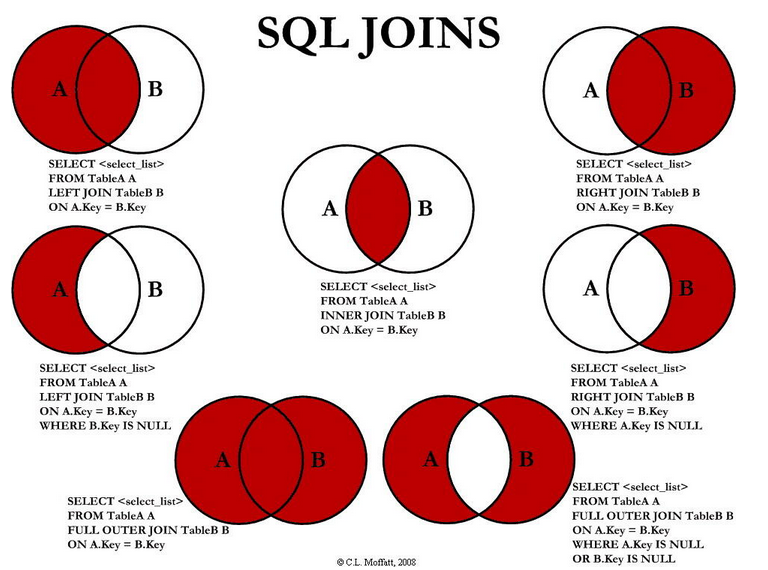 SQL JOINS
A B
SELECT <select_list>
FROM TableA A
LEFT JOIN TableB B
ON A.Key = B.Key
A B
SELECT <select_list>
FROM TableA A
RIGHT JOIN TableB B
ON A.Key = B.Key
A B
SELECT <select_list>
FROM TableA A
INNER JOIN TableB B
ON A.Key = B.Key
A B
SELECT <select_list>
FROM TableA A
LEFT JOIN TableB B
ON A.Key = B.Key
WHERE B.Key IS NULL
A B
SELECT <select_list>
FROM TableA A
RIGHT JOIN TableB B
ON A.Key = B.Key
WHERE A.Key IS NULL
A B
SELECT <select_list>
FROM TableA A
FULL OUTER JOIN TableB B
ON A.Key = B.Key
A B
SELECT <select_list>
FROM TableA A
FULL OUTER JOIN TableB B
ON A.Key = B.Key
WHERE A.Key IS NULL
OR B.Key IS NULL
© C.L. Moffatt, 2008